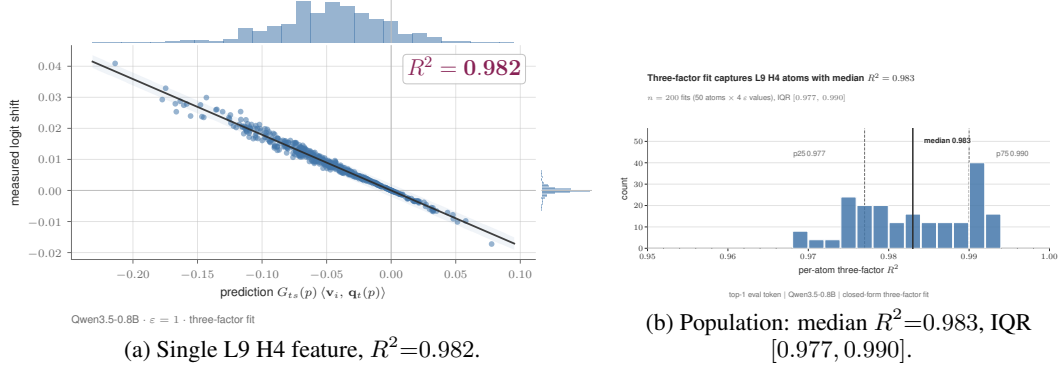 R² = 0.982
measured logit shift
0.04
0.03
0.02
0.01
0.00
−0.01
−0.02
−0.20
−0.15
−0.10
−0.05
0.00
0.05
0.10
prediction G_ts(p) ⟨v_i, q_t(p)⟩
Qwen3.5-0.8B · ε = 1 · three-factor fit
(a) Single L9 H4 feature, R²=0.982.
Three-factor fit captures L9 H4 atoms with median R² = 0.983
n = 200 fits (50 atoms × 4 ε values), IQR [0.977, 0.990]
median 0.983
p25 0.977
p75 0.990
count
50
40
30
20
10
0
0.95
0.96
0.97
0.98
0.99
1.00
per-atom three-factor R²
top-1 eval token | Qwen3.5-0.8B | closed-form three-factor fit
(b) Population: median R²=0.983, IQR
[0.977, 0.990].